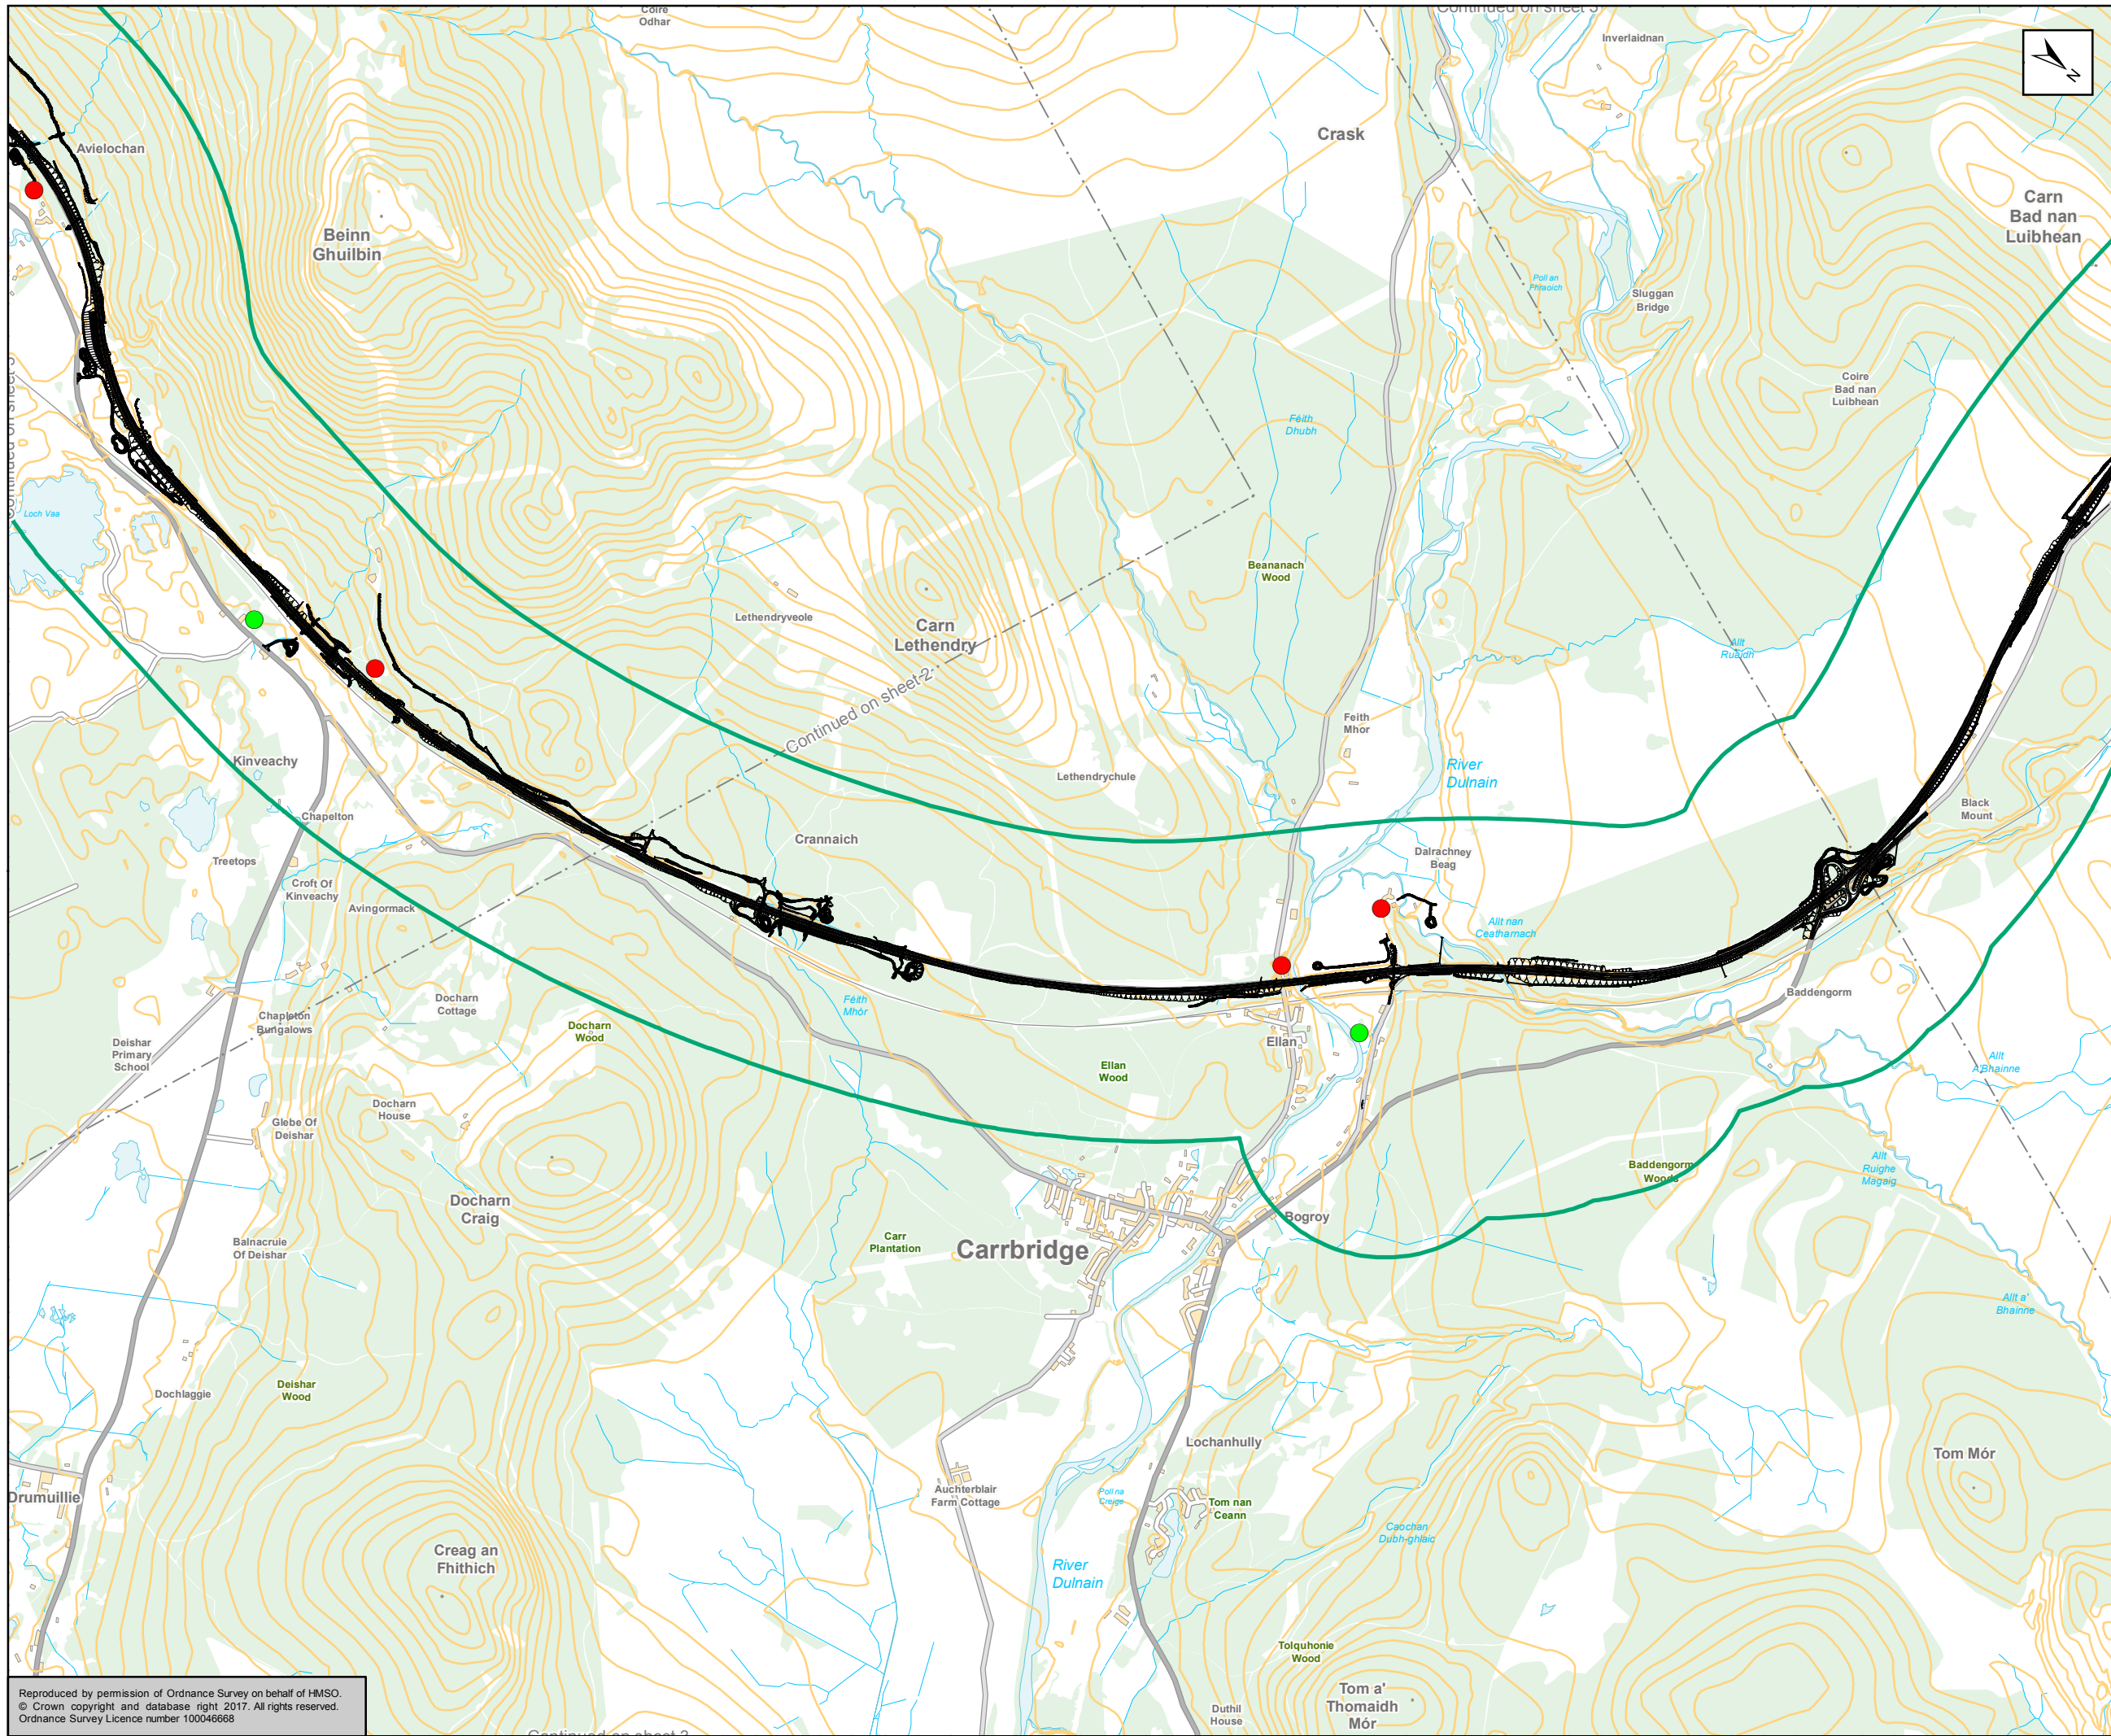 Coire
Odhar
Continued on sheet 3
Inverlaidnan
N
Avielochan
Crask
Beinn
Ghuilbin
Carn
Bad nan
Luibhean
Poll an
Fhraoich
Sluggan
Bridge
Coire
Bad nan
Luibhean
Féith
Dhubh
Loch Vaa
Beananach
Wood
Lethendryveole
Carn
Lethendry
Allt
Ruaidh
Continued on sheet 2
Feith
Mhor
Kinveachy
River
Dulnain
Lethendrychule
Chapelton
Black
Mount
Crannaich
Dalrachney
Beag
Treetops
Croft Of
Kinveachy
Avingormack
Allt nan
Ceatharnach
Baddengorm
Docharn
Cottage
Féith
Mhór
Chapleton
Bungalows
Docharn
Wood
Ellan
Deishar
Primary
School
Ellan
Wood
Allt
A'Bhainne
Docharn
House
Glebe Of
Deishar
Baddengorm
Woods
Allt
Ruighe
Magaig
Docharn
Craig
Bogroy
Balnacruie
Of Deishar
Carr
Plantation
Carrbridge
Allt a'
Bhainne
Deishar
Wood
Dochlaggie
Lochanhully
Tom Mór
Drumuillie
Auchterblair
Farm Cottage
Poll na
Creige
Tom nan
Ceann
Caochan
Dubh-ghlaic
Creag an
Fhithich
River
Dulnain
Tolquhonie
Wood
Tom a'
Thomaidh
Mór
Duthil
House
Reproduced by permission of Ordnance Survey on behalf of HMSO.
© Crown copyright and database right 2017. All rights reserved.
Ordnance Survey Licence number 100046668